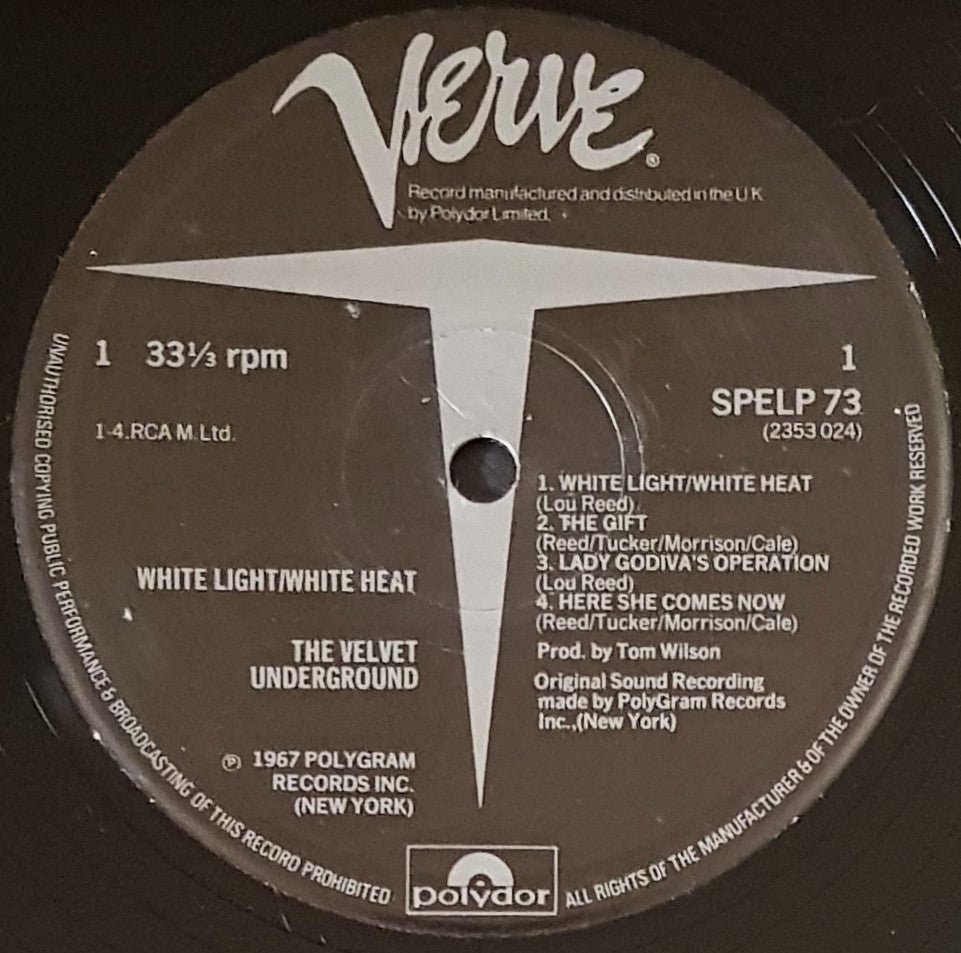 Verve ®
Record manufactured and distributed in the U K
by Polydor Limited.
1 33⅓ rpm
1
SPELP 73
(2353 024)
1-4.RCA M. Ltd.
1. WHITE LIGHT/WHITE HEAT
(Lou Reed)
2. THE GIFT
(Reed/Tucker/Morrison/Cale)
3. LADY GODIVA'S OPERATION
(Lou Reed)
4. HERE SHE COMES NOW
(Reed/Tucker/Morrison/Cale)
Prod. by Tom Wilson
Original Sound Recording
made by PolyGram Records
Inc.,(New York)
WHITE LIGHT/WHITE HEAT
THE VELVET
UNDERGROUND
℗ 1967 POLYGRAM
RECORDS INC.
(NEW YORK)
UNAUTHORISED COPYING PUBLIC PERFORMANCE & BROADCASTING OF THIS RECORD PROHIBITED
polydor
ALL RIGHTS OF THE MANUFACTURER & OF THE OWNER OF THE RECORDED WORK RESERVED